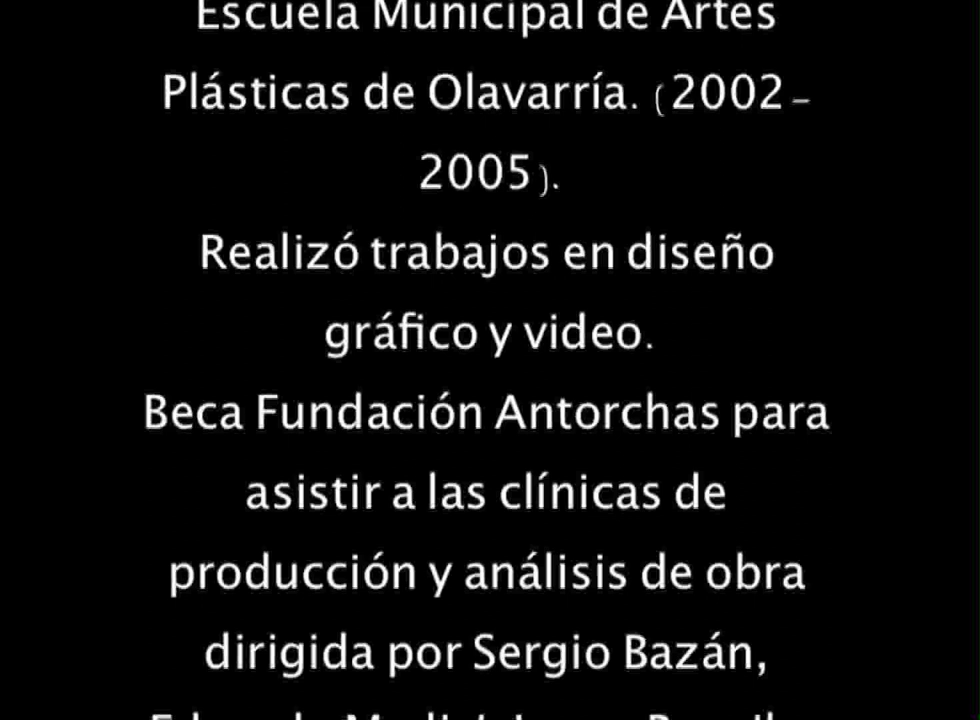 Escuela Municipal de Artes
Plásticas de Olavarría. (2002-
2005).
Realizó trabajos en diseño
gráfico y video.
Beca Fundación Antorchas para
asistir a las clínicas de
producción y análisis de obra
dirigida por Sergio Bazán,